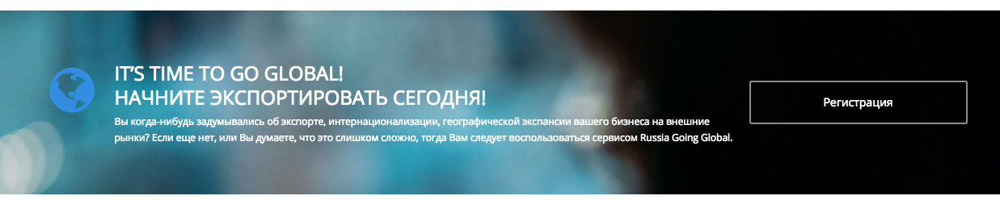 IT'S TIME TO GO GLOBAL!
НАЧНИТЕ ЭКСПОРТИРОВАТЬ СЕГОДНЯ!
Вы когда-нибудь задумывались об экспорте, интернационализации, географической экспансии вашего бизнеса на внешние
рынки? Если еще нет, или Вы думаете, что это слишком сложно, тогда Вам следует воспользоваться сервисом Russia Going Global.
Регистрация